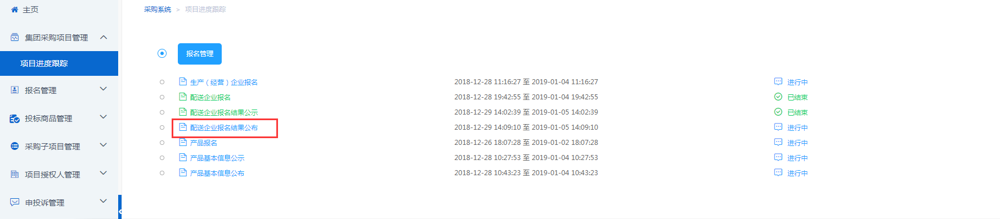 主页
集团采购项目管理
项目进度跟踪
报名管理
投标商品管理
采购子项目管理
项目授权人管理
申投诉管理
采购系统 > 项目进度跟踪
报名管理
生产（经营）企业报名 2018-12-28 11:16:27 至 2019-01-04 11:16:27 进行中
配送企业报名 2018-12-28 19:42:55 至 2019-01-04 19:42:55 已结束
配送企业报名结果公示 2018-12-29 14:02:39 至 2019-01-05 14:02:39 已结束
配送企业报名结果公布 2018-12-29 14:09:10 至 2019-01-05 14:09:10 进行中
产品报名 2018-12-26 18:07:28 至 2019-01-02 18:07:28 进行中
产品基本信息公示 2018-12-28 10:27:53 至 2019-01-04 10:27:53 进行中
产品基本信息公布 2018-12-28 10:43:23 至 2019-01-04 10:43:23 进行中